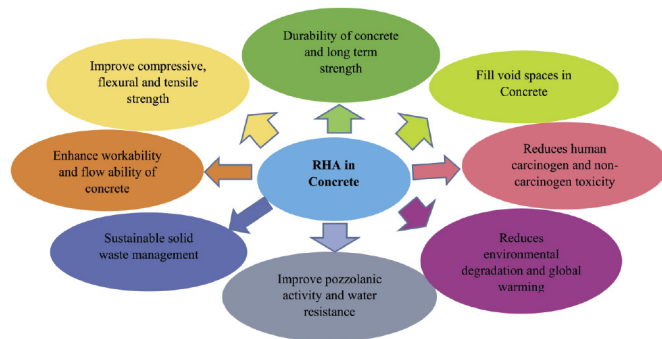 Durability of concrete
and long term
strength
Improve compressive,
flexural and tensile
strength
Fill void spaces in
Concrete
Enhance workability
and flow ability of
concrete
RHA in
Concrete
Reduces human
carcinogen and non-
carcinogen toxicity
Sustainable solid
waste management
Improve pozzolanic
activity and water
resistance
Reduces
environmental
degradation and global
warming